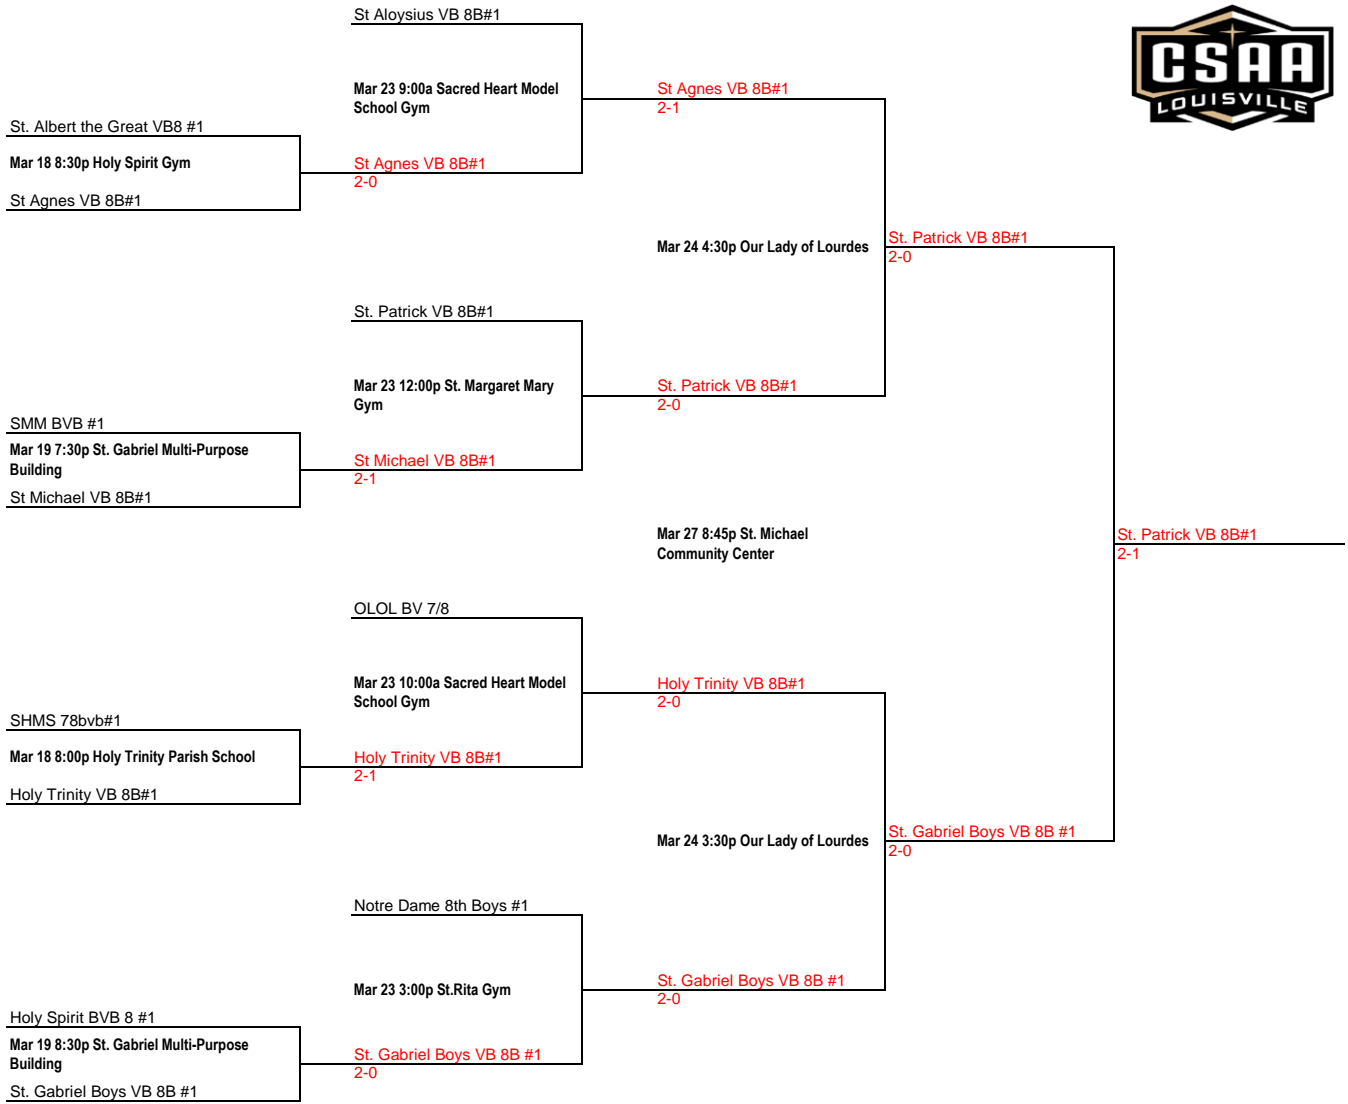 St Aloysius VB 8B#1
CSAA
LOUISVILLE
Mar 23 9:00a Sacred Heart Model
School Gym
St Agnes VB 8B#1
2-1
St. Albert the Great VB8 #1
Mar 18 8:30p Holy Spirit Gym
St Agnes VB 8B#1
St Agnes VB 8B#1
2-0
Mar 24 4:30p Our Lady of Lourdes
St. Patrick VB 8B#1
2-0
St. Patrick VB 8B#1
Mar 23 12:00p St. Margaret Mary
Gym
St. Patrick VB 8B#1
2-0
SMM BVB #1
Mar 19 7:30p St. Gabriel Multi-Purpose
Building
St Michael VB 8B#1
St Michael VB 8B#1
2-1
Mar 27 8:45p St. Michael
Community Center
St. Patrick VB 8B#1
2-1
OLOL BV 7/8
Mar 23 10:00a Sacred Heart Model
School Gym
Holy Trinity VB 8B#1
2-0
SHMS 78bvb#1
Mar 18 8:00p Holy Trinity Parish School
Holy Trinity VB 8B#1
Holy Trinity VB 8B#1
2-1
Mar 24 3:30p Our Lady of Lourdes
St. Gabriel Boys VB 8B #1
2-0
Notre Dame 8th Boys #1
Mar 23 3:00p St.Rita Gym
St. Gabriel Boys VB 8B #1
2-0
Holy Spirit BVB 8 #1
Mar 19 8:30p St. Gabriel Multi-Purpose
Building
St. Gabriel Boys VB 8B #1
St. Gabriel Boys VB 8B #1
2-0